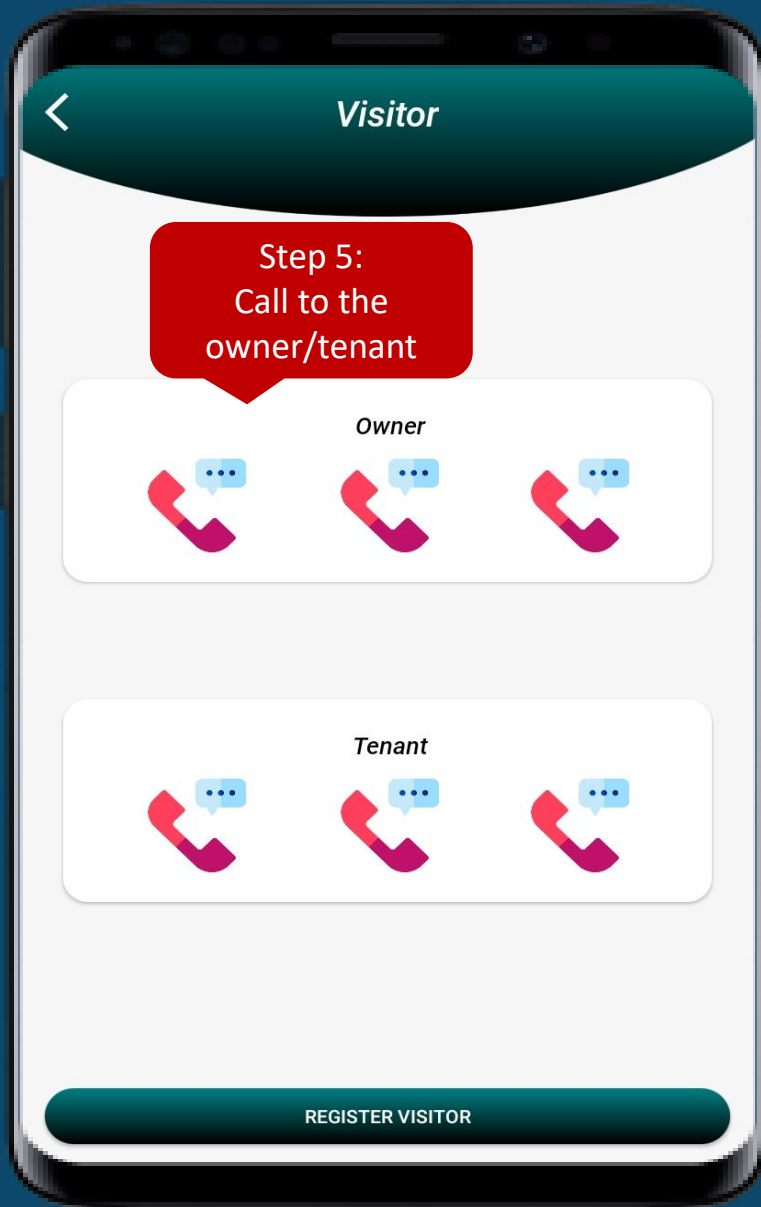 Visitor
Step 5:
Call to the
owner/tenant
Owner
Tenant
REGISTER VISITOR